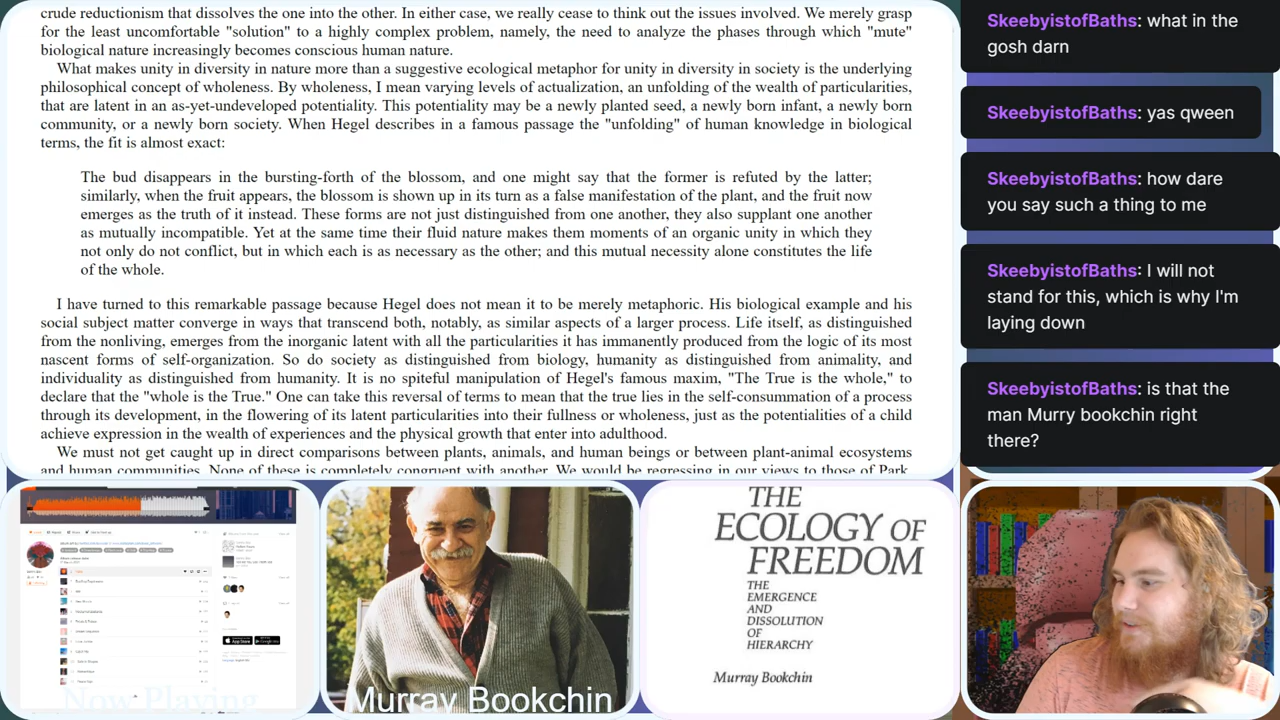 crude reductionism that dissolves the one into the other. In either case, we really cease to think out the issues involved. We merely grasp
for the least uncomfortable "solution" to a highly complex problem, namely, the need to analyze the phases through which "mute"
biological nature increasingly becomes conscious human nature.
What makes unity in diversity in nature more than a suggestive ecological metaphor for unity in diversity in society is the underlying
philosophical concept of wholeness. By wholeness, I mean varying levels of actualization, an unfolding of the wealth of particularities,
that are latent in an as-yet-undeveloped potentiality. This potentiality may be a newly planted seed, a newly born infant, a newly born
community, or a newly born society. When Hegel describes in a famous passage the "unfolding" of human knowledge in biological
terms, the fit is almost exact:
The bud disappears in the bursting-forth of the blossom, and one might say that the former is refuted by the latter;
similarly, when the fruit appears, the blossom is shown up in its turn as a false manifestation of the plant, and the fruit now
emerges as the truth of it instead. These forms are not just distinguished from one another, they also supplant one another
as mutually incompatible. Yet at the same time their fluid nature makes them moments of an organic unity in which they
not only do not conflict, but in which each is as necessary as the other; and this mutual necessity alone constitutes the life
of the whole.
I have turned to this remarkable passage because Hegel does not mean it to be merely metaphoric. His biological example and his
social subject matter converge in ways that transcend both, notably, as similar aspects of a larger process. Life itself, as distinguished
from the nonliving, emerges from the inorganic latent with all the particularities it has immanently produced from the logic of its most
nascent forms of self-organization. So do society as distinguished from biology, humanity as distinguished from animality, and
individuality as distinguished from humanity. It is no spiteful manipulation of Hegel's famous maxim, "The True is the whole," to
declare that the "whole is the True." One can take this reversal of terms to mean that the true lies in the self-consummation of a process
through its development, in the flowering of its latent particularities into their fullness or wholeness, just as the potentialities of a child
achieve expression in the wealth of experiences and the physical growth that enter into adulthood.
We must not get caught up in direct comparisons between plants, animals, and human beings or between plant-animal ecosystems
and human communities. None of these is completely congruent with another. We would be regressing in our views to those of Park,
SkeebyistofBaths: what in the
gosh darn
SkeebyistofBaths: yas qween
SkeebyistofBaths: how dare
you say such a thing to me
SkeebyistofBaths: I will not
stand for this, which is why I'm
laying down
SkeebyistofBaths: is that the
man Murry bookchin right
there?
Now Playing
Murray Bookchin
THE
ECOLOGY OF
FREEDOM
THE
EMERGENCE
AND
DISSOLUTION
OF
HIERARCHY
Murray Bookchin